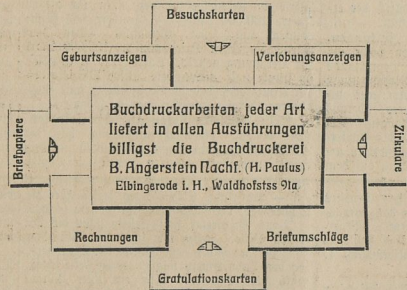 Besuchskarten
Geburtsanzeigen
Verlobungsanzeigen
Briefpapiere
Buchdruckarbeiten jeder Art
liefert in allen Ausführungen
billigst die Buchdruckerei
B. Angerstein Nachf. (H. Paulus)
Elbingerode i. H., Waldhofstss 91a
Zirkulare
Rechnungen
Briefumschläge
Gratulationskarten